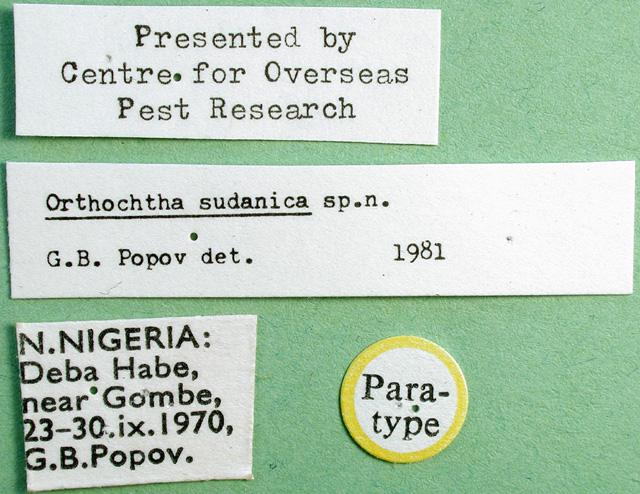 Presented by
Centre for Overseas
Pest Research
Orthochtha sudanica sp.n.
G.B. Popov det. 1981
N.NIGERIA:
Deba Habe,
near Gombe,
23-30.ix.1970,
G.B.Popov.
Para-
type